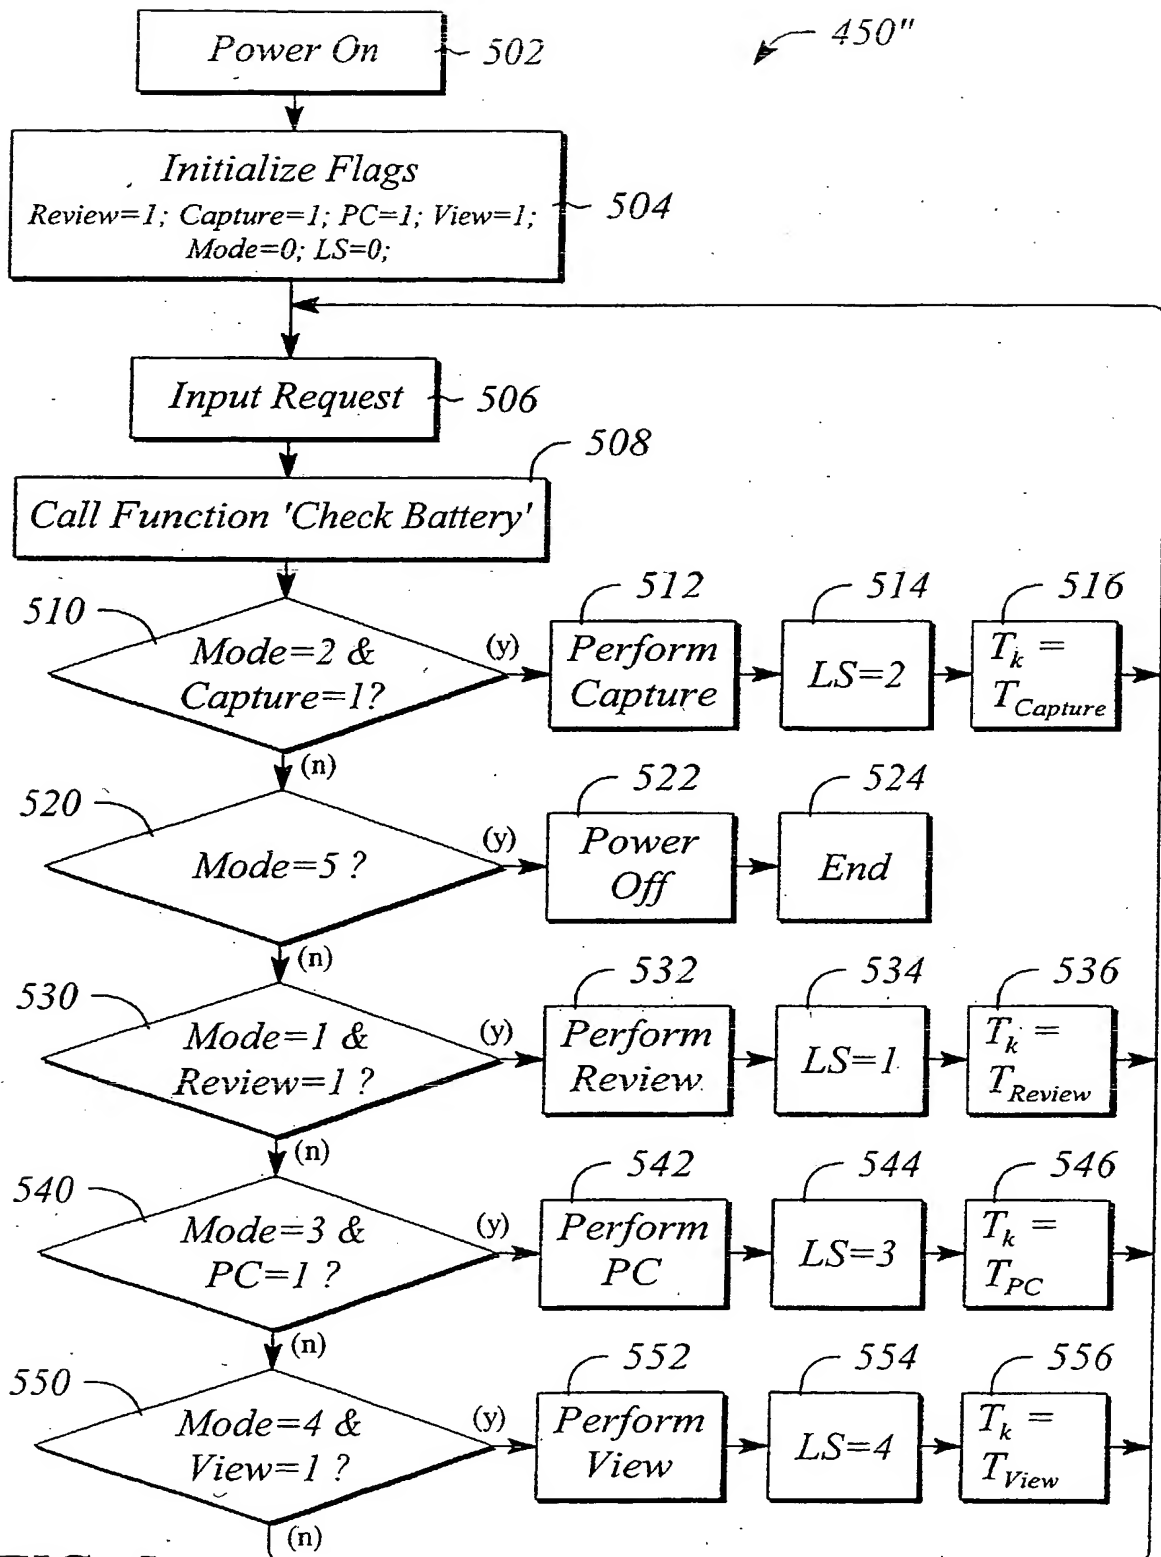 450"
Power On
502
Initialize Flags
Review=1; Capture=1; PC=1; View=1;
Mode=0; LS=0;
504
Input Request
506
508
Call Function 'Check Battery'
510
Mode=2 &
Capture=1?
(y)
(n)
512
Perform
Capture
514
LS=2
516
Tk =
TCapture
520
Mode=5 ?
(y)
(n)
522
Power
Off
524
End
530
Mode=1 &
Review=1 ?
(y)
(n)
532
Perform
Review
534
LS=1
536
Tk =
TReview
540
Mode=3 &
PC=1 ?
(y)
(n)
542
Perform
PC
544
LS=3
546
Tk =
TPC
550
Mode=4 &
View=1 ?
(y)
(n)
552
Perform
View
554
LS=4
556
Tk =
TView